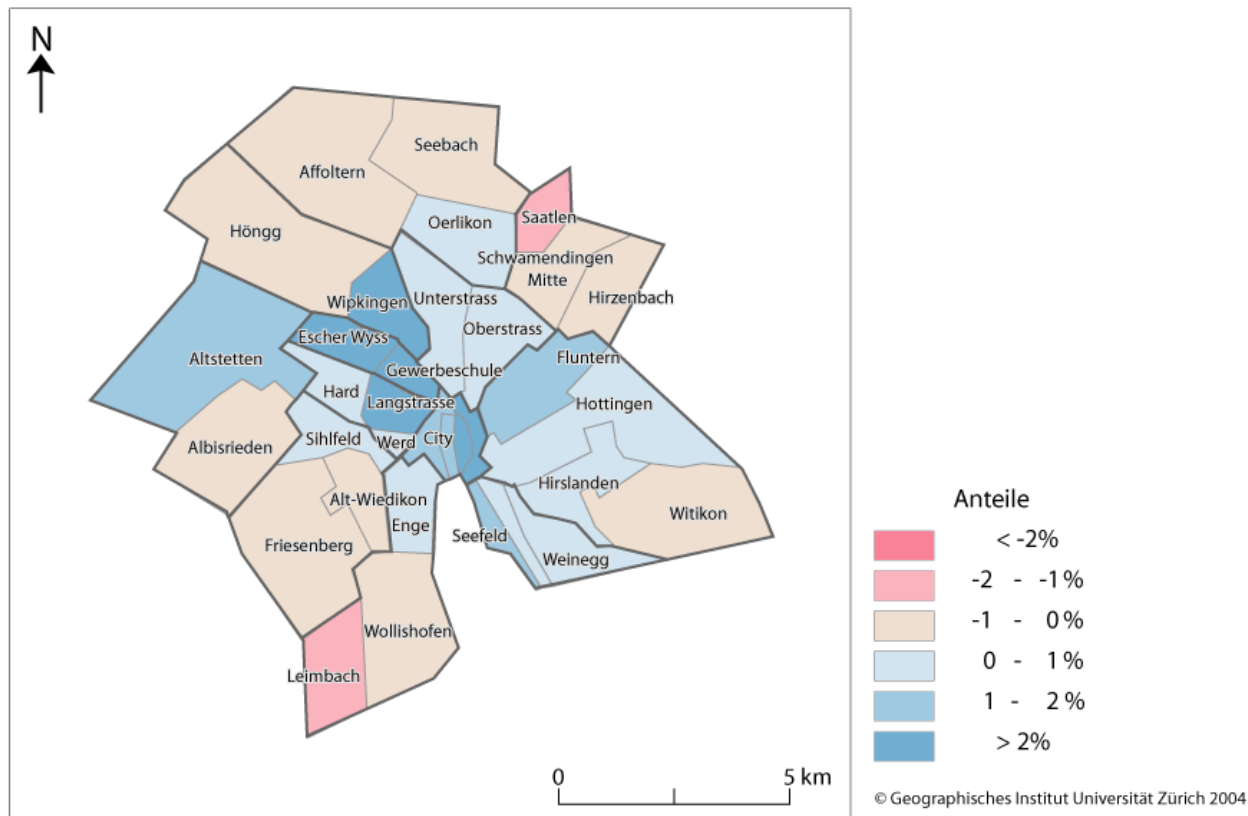 N
Seebach
Affoltern
Saatlen
Oerlikon
Höngg
Schwamendingen
Mitte
Hirzenbach
Wipkingen
Unterstrass
Oberstrass
Escher Wyss
Altstetten
Fluntern
Gewerbeschule
Hard
Langstrasse
Hottingen
Sihlfeld
Werd
City
Albisrieden
Hirslanden
Alt-Wiedikon
Witikon
Enge
Seefeld
Friesenberg
Weinegg
Wollishofen
Leimbach
0
5 km
Anteile
< -2%
-2 - -1%
-1 - 0%
0 - 1%
1 - 2%
> 2%
© Geographisches Institut Universität Zürich 2004